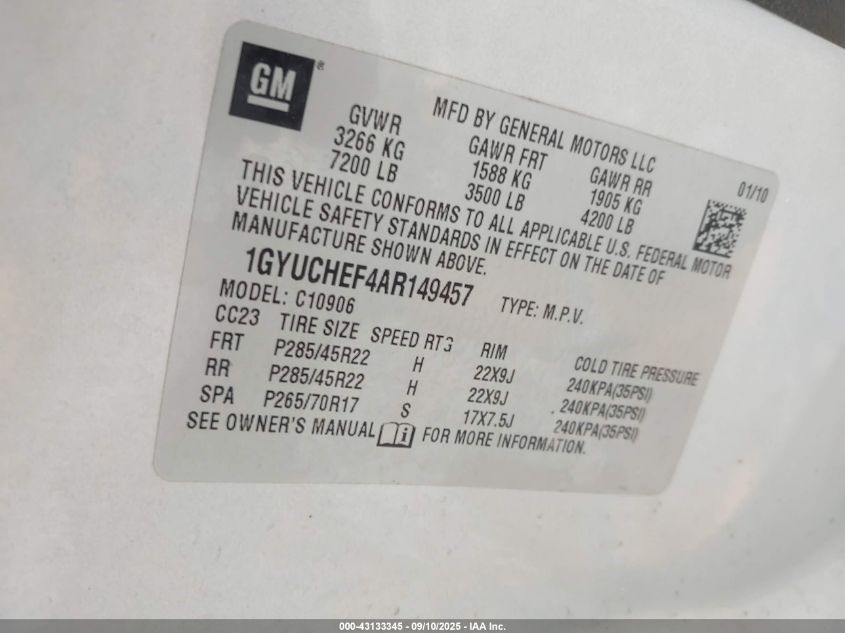 GM®
MFD BY GENERAL MOTORS LLC
01/10
GVWR GAWR FRT GAWR RR
3266 KG 1588 KG 1905 KG
7200 LB 3500 LB 4200 LB
THIS VEHICLE CONFORMS TO ALL APPLICABLE U.S. FEDERAL MOTOR
VEHICLE SAFETY STANDARDS IN EFFECT ON THE DATE OF
MANUFACTURE SHOWN ABOVE.
1GYUCHEF4AR149457 TYPE: M.P.V.
MODEL: C10906
CC23 TIRE SIZE SPEED RTG RIM COLD TIRE PRESSURE
FRT P285/45R22 H 22X9J 240KPA(35PSI)
RR P285/45R22 H 22X9J 240KPA(35PSI)
SPA P265/70R17 S 17X7.5J 240KPA(35PSI)
SEE OWNER'S MANUAL i FOR MORE INFORMATION.
000-43133345 - 09/10/2025 - IAA Inc.